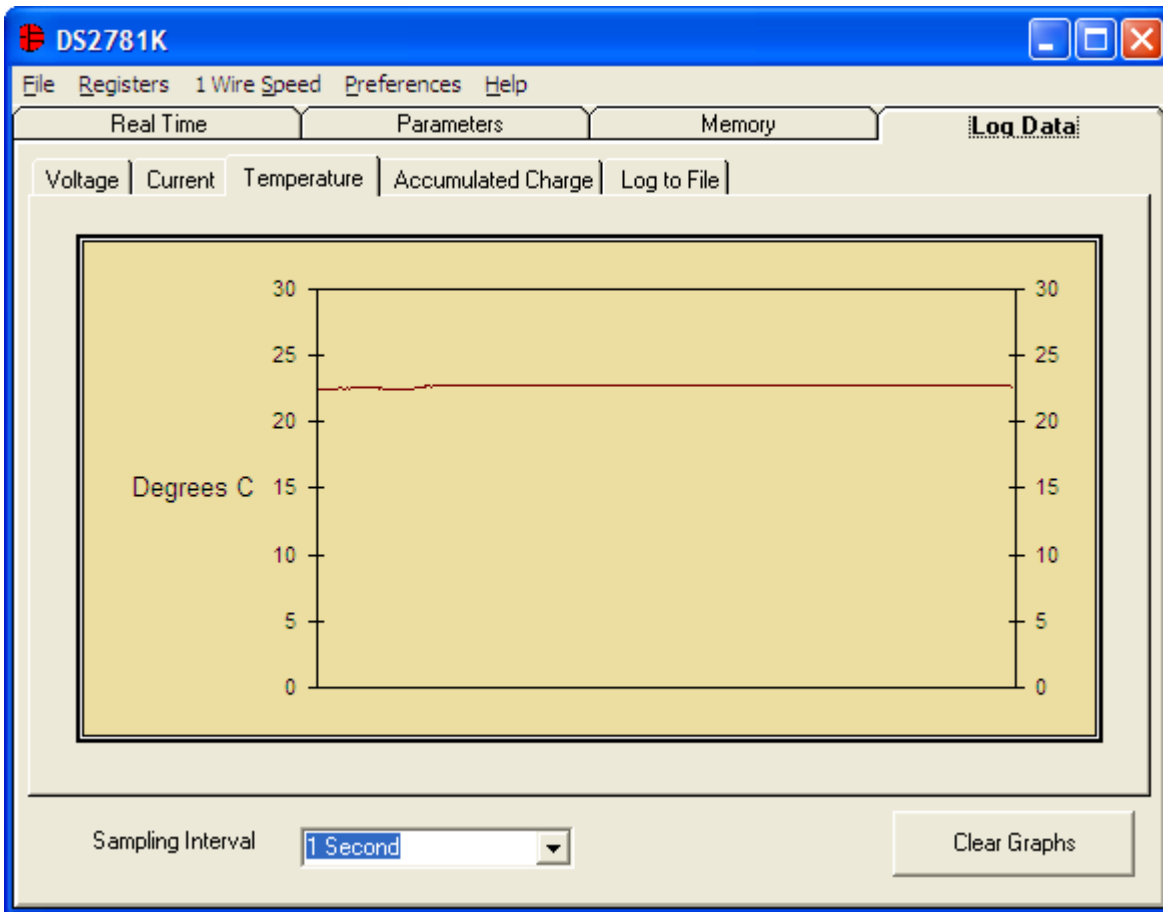 DS2781K
File Registers 1 Wire Speed Preferences Help
Real Time Parameters Memory Log Data
Voltage Current Temperature Accumulated Charge Log to File
30 30
25 25
20 20
Degrees C 15 15
10 10
5 5
0 0
Sampling Interval 1 Second Clear Graphs